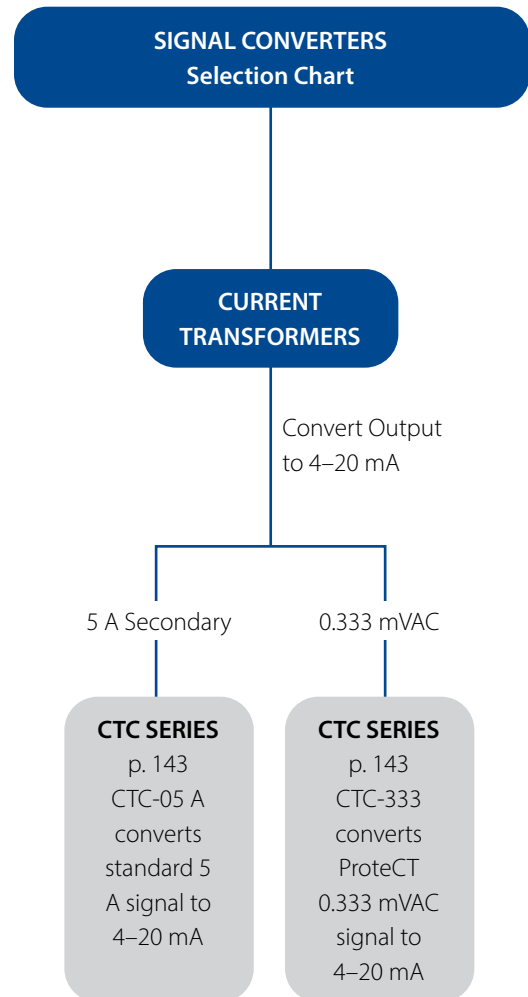 SIGNAL CONVERTERS
Selection Chart
CURRENT
TRANSFORMERS
Convert Output
to 4–20 mA
5 A Secondary
0.333 mVAC
CTC SERIES
p. 143
CTC-05 A
converts
standard 5
A signal to
4–20 mA
CTC SERIES
p. 143
CTC-333
converts
ProteCT
0.333 mVAC
signal to
4–20 mA